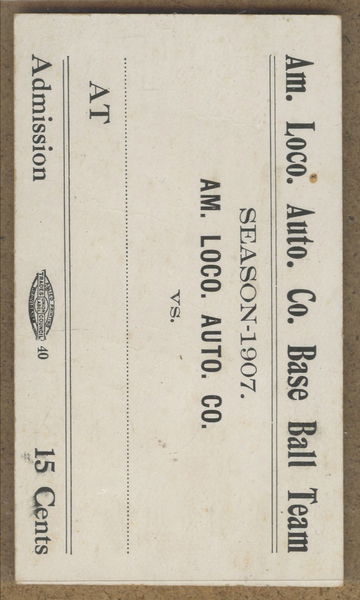 Am. Loco. Auto. Co. Base Ball Team
SEASON-1907.
AM. LOCO. AUTO. CO.
vs.
AT
Admission 40 15 Cents